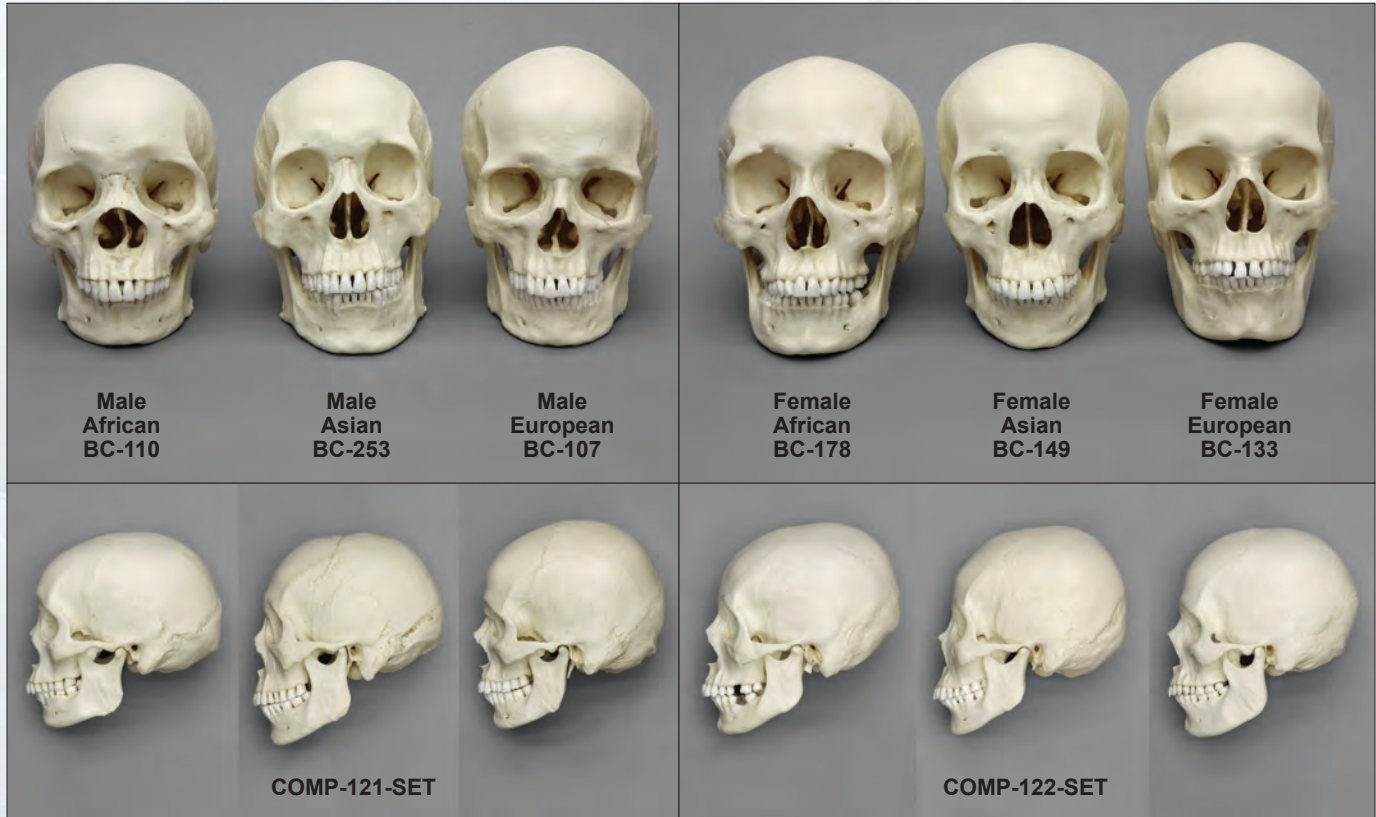 Male
African
BC-110
Male
Asian
BC-253
Male
European
BC-107
Female
African
BC-178
Female
Asian
BC-149
Female
European
BC-133
COMP-121-SET
COMP-122-SET